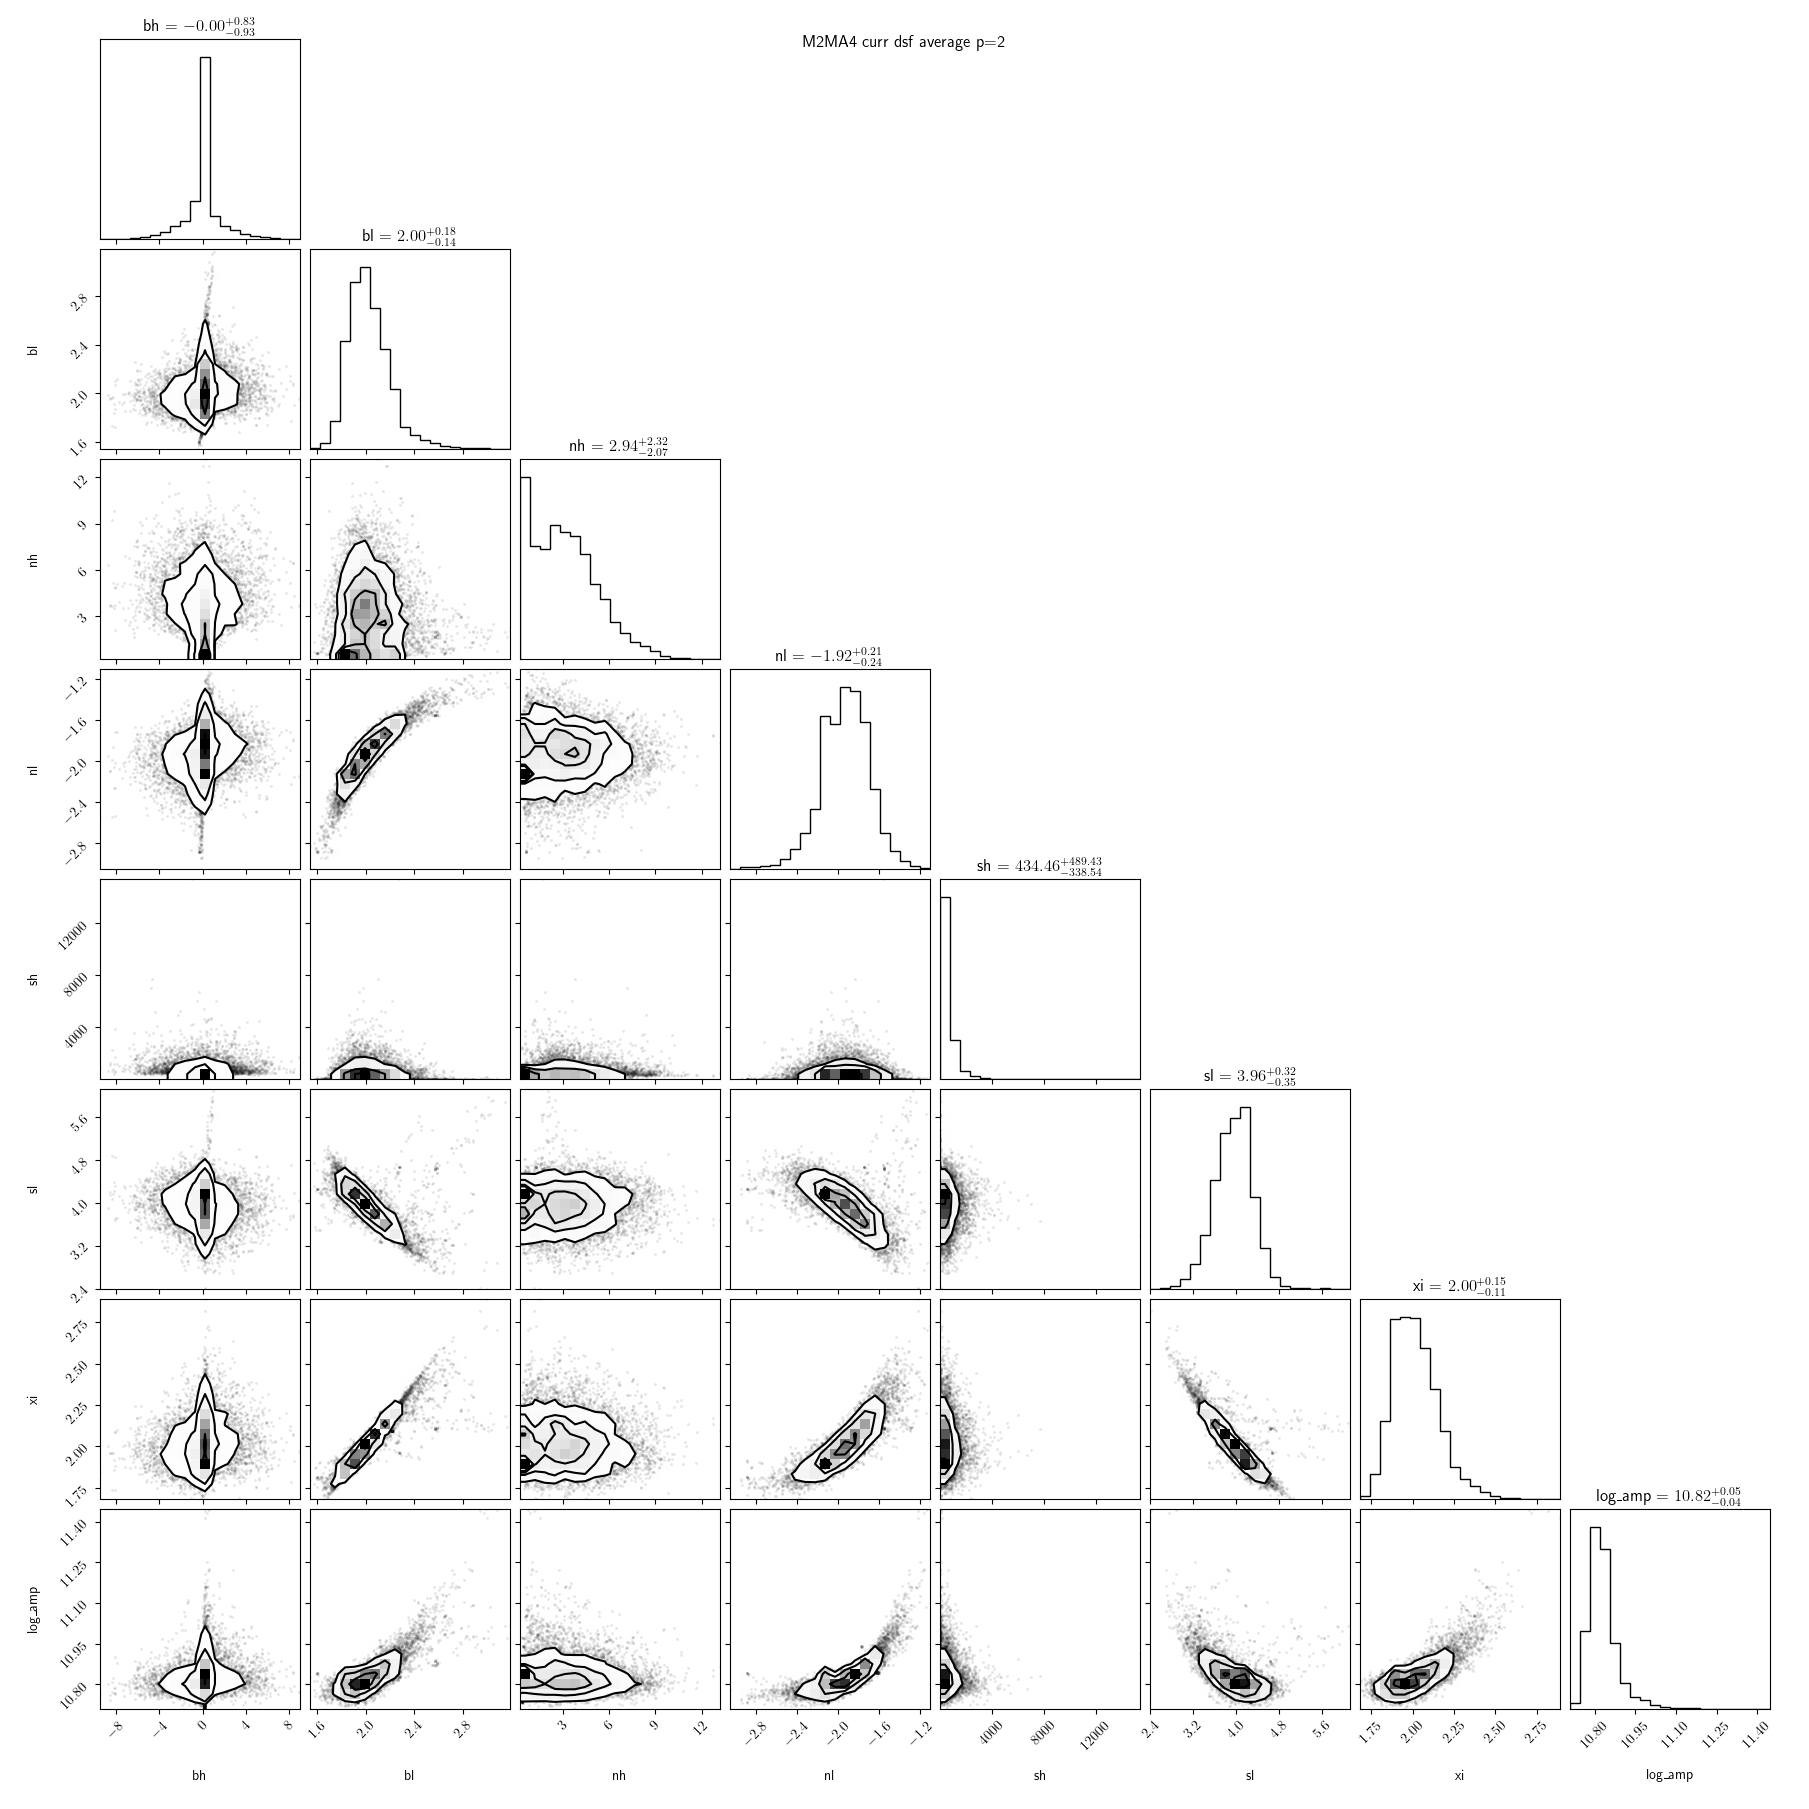 bh = −0.00+0.83−0.93
M2MA4 curr dsf average p=2
bl = 2.00+0.18−0.14
bl
2.8
2.4
2.0
1.6
nh = 2.94+2.32−2.07
nh
12
9
6
3
nl = −1.92+0.21−0.24
nl
−1.2
−1.6
−2.0
−2.4
−2.8
sh = 434.46+489.43−338.54
sh
12000
8000
4000
sl = 3.96+0.32−0.35
sl
5.6
4.8
4.0
3.2
2.4
xi = 2.00+0.15−0.11
xi
2.75
2.50
2.25
2.00
1.75
log_amp = 10.82+0.05−0.04
log_amp
11.40
11.25
11.10
10.95
10.80
−8 −4 0 4 8 1.6 2.0 2.4 2.8 3 6 9 12 −2.8 −2.4 −2.0 −1.6 −1.2 4000 8000 12000 2.4 3.2 4.0 4.8 5.6 1.75 2.00 2.25 2.50 2.75 10.80 10.95 11.10 11.25 11.40
bh bl nh nl sh sl xi log_amp